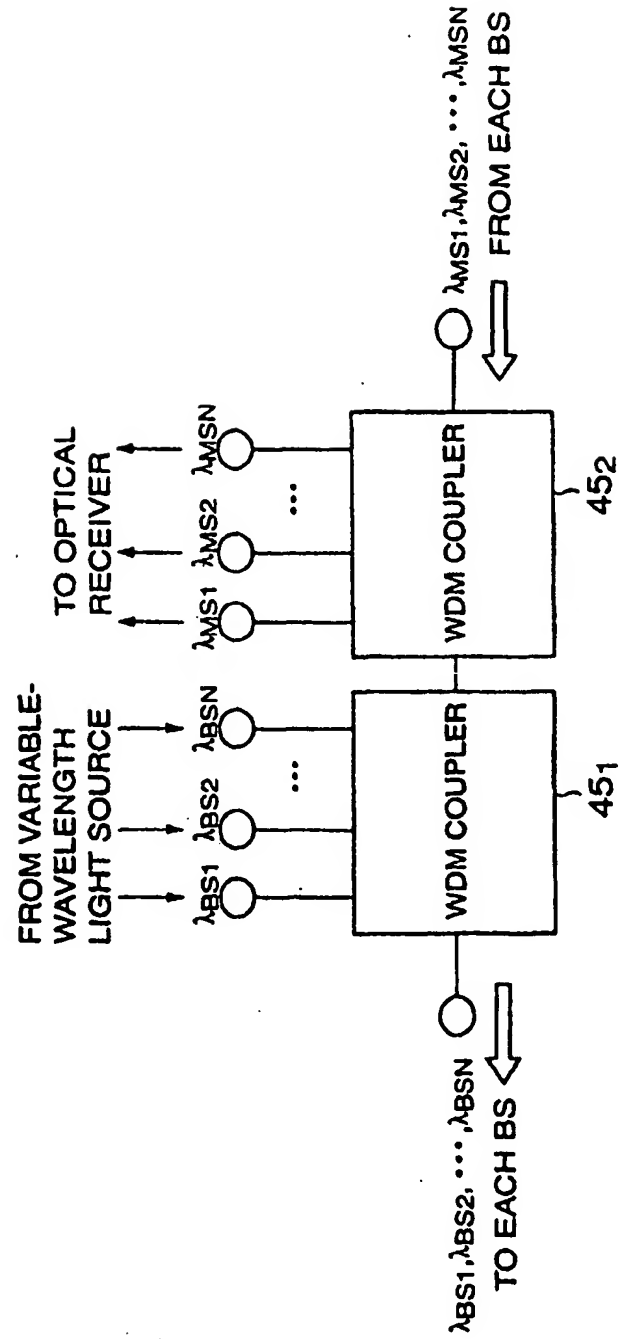 FROM VARIABLE-
WAVELENGTH
LIGHT SOURCE
TO OPTICAL
RECEIVER
λBS1 λBS2 λBSN
λMS1 λMS2 λMSN
•••
•••
WDM COUPLER
WDM COUPLER
45₁
45₂
λBS1,λBS2, •••,λBSN
TO EACH BS
λMS1,λMS2, •••,λMSN
FROM EACH BS